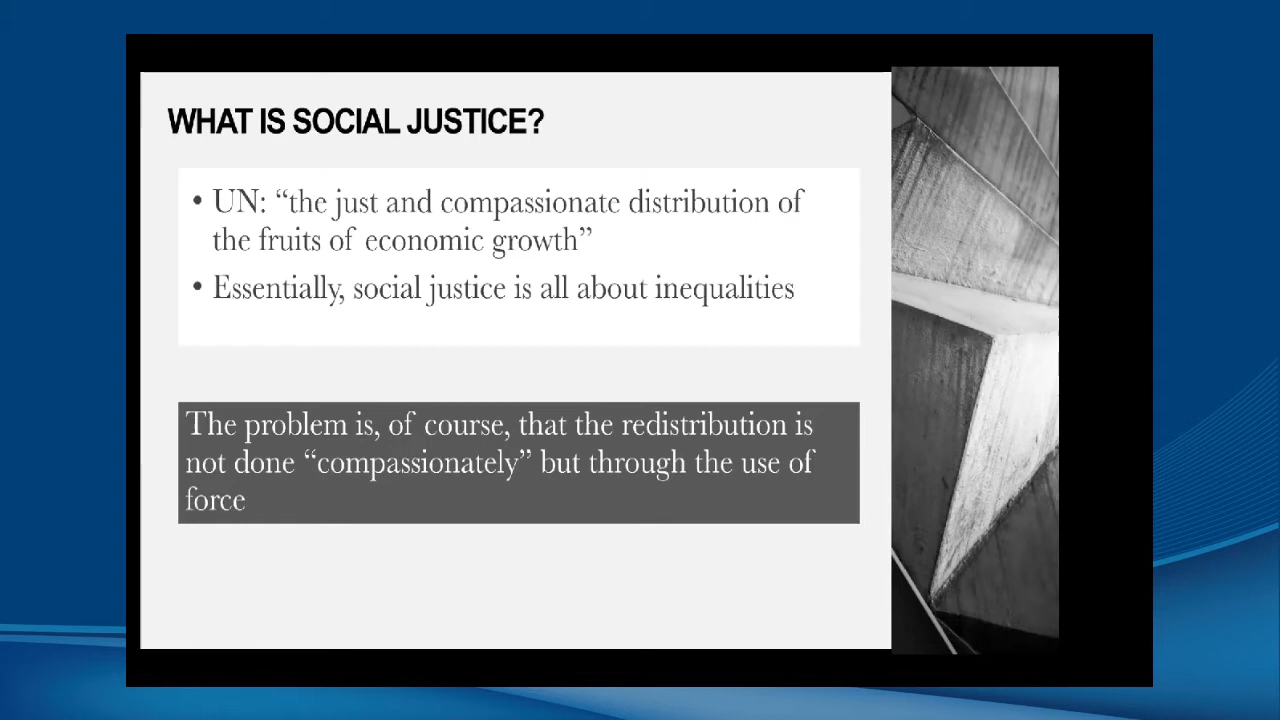 WHAT IS SOCIAL JUSTICE?
• UN: “the just and compassionate distribution of
the fruits of economic growth”
• Essentially, social justice is all about inequalities
The problem is, of course, that the redistribution is
not done “compassionately” but through the use of
force